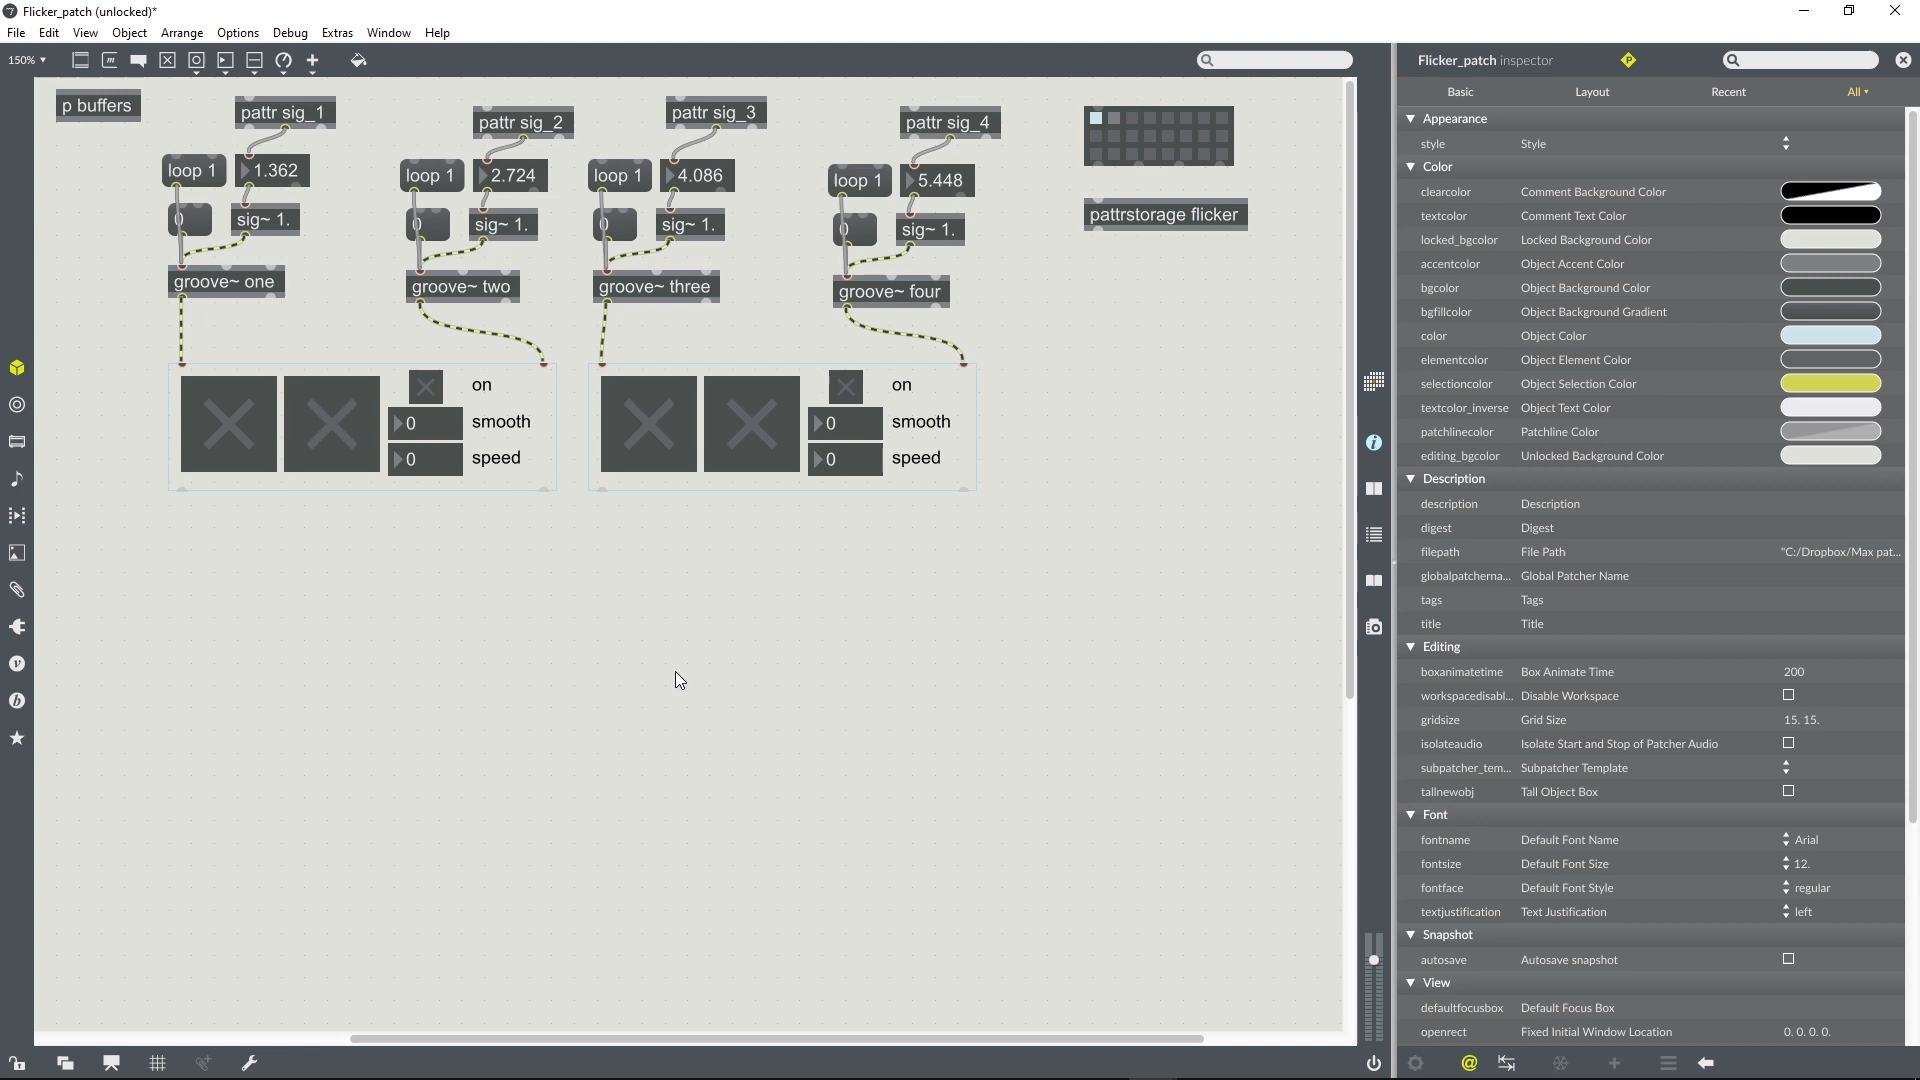 Flicker_patch (unlocked)*
File Edit View Object Arrange Options Debug Extras Window Help
150%
p buffers
pattr sig_1
pattr sig_2
pattr sig_3
pattr sig_4
loop 1
1.362
loop 1
2.724
loop 1
4.086
loop 1
5.448
0
sig~ 1.
0
sig~ 1.
0
sig~ 1.
0
sig~ 1.
groove~ one
groove~ two
groove~ three
groove~ four
pattrstorage flicker
on
0
smooth
0
speed
on
0
smooth
0
speed
Flicker_patch inspector
Basic Layout Recent All
Appearance
style Style
Color
clearcolor Comment Background Color
textcolor Comment Text Color
locked_bgcolor Locked Background Color
accentcolor Object Accent Color
bgcolor Object Background Color
bgfillcolor Object Background Gradient
color Object Color
elementcolor Object Element Color
selectioncolor Object Selection Color
textcolor_inverse Object Text Color
patchlinecolor Patchline Color
editing_bgcolor Unlocked Background Color
Description
description Description
digest Digest
filepath File Path "C:/Dropbox/Max pat...
globalpatcherna... Global Patcher Name
tags Tags
title Title
Editing
boxanimatetime Box Animate Time 200
workspacedisabl... Disable Workspace
gridsize Grid Size 15. 15.
isolateaudio Isolate Start and Stop of Patcher Audio
subpatcher_tem... Subpatcher Template
tallnewobj Tall Object Box
Font
fontname Default Font Name Arial
fontsize Default Font Size 12.
fontface Default Font Style regular
textjustification Text Justification left
Snapshot
autosave Autosave snapshot
View
defaultfocusbox Default Focus Box
openrect Fixed Initial Window Location 0. 0. 0. 0.